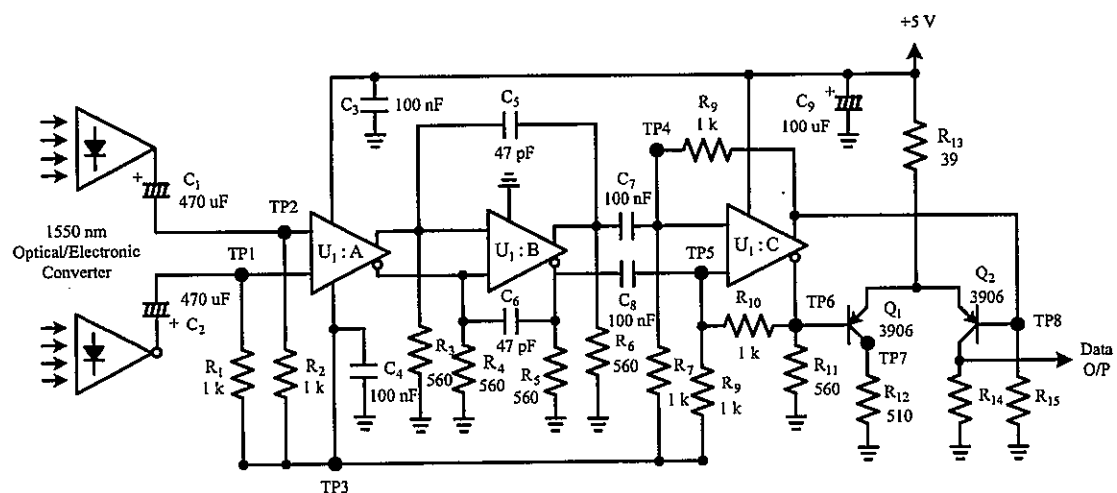 +5 V
C3
100 nF
C5
47 pF
TP4
R9
1 k
C9
100 uF
R13
39
C1
470 uF
TP2
C7
100 nF
1550 nm
Optical/Electronic
Converter
TP1
U1 : A
U1 : B
U1 : C
470 uF
C2
TP5
C8
100 nF
R10
1 k
TP6
Q1
3906
Q2
3906
TP8
TP7
Data
O/P
C6
47 pF
R1
1 k
R2
1 k
C4
100 nF
R3
560
R4
560
R5
560
R6
560
R7
1 k
R9
1 k
R11
560
R12
510
R14
R15
TP3